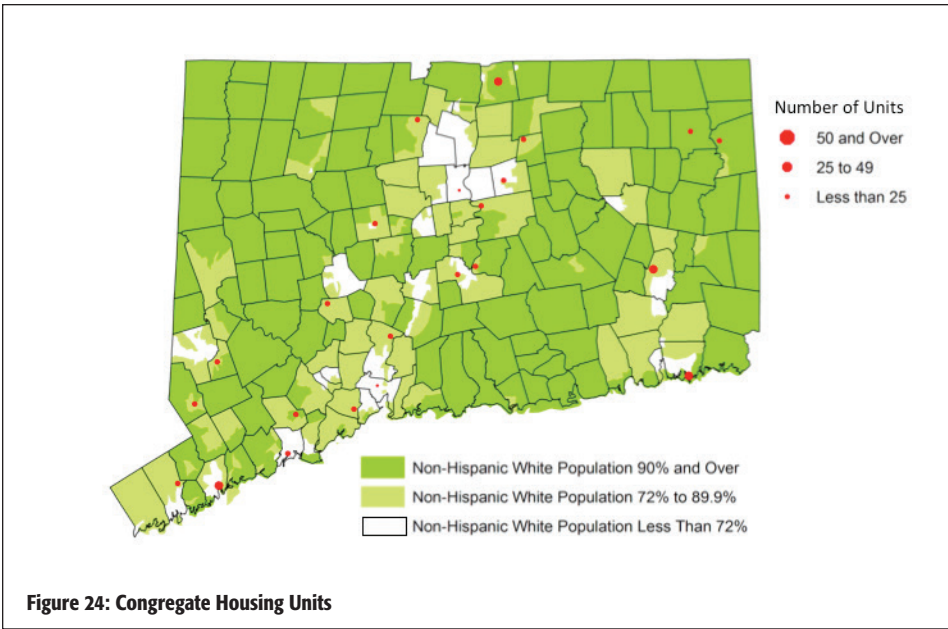 Number of Units
50 and Over
25 to 49
Less than 25
Non-Hispanic White Population 90% and Over
Non-Hispanic White Population 72% to 89.9%
Non-Hispanic White Population Less Than 72%
Figure 24: Congregate Housing Units